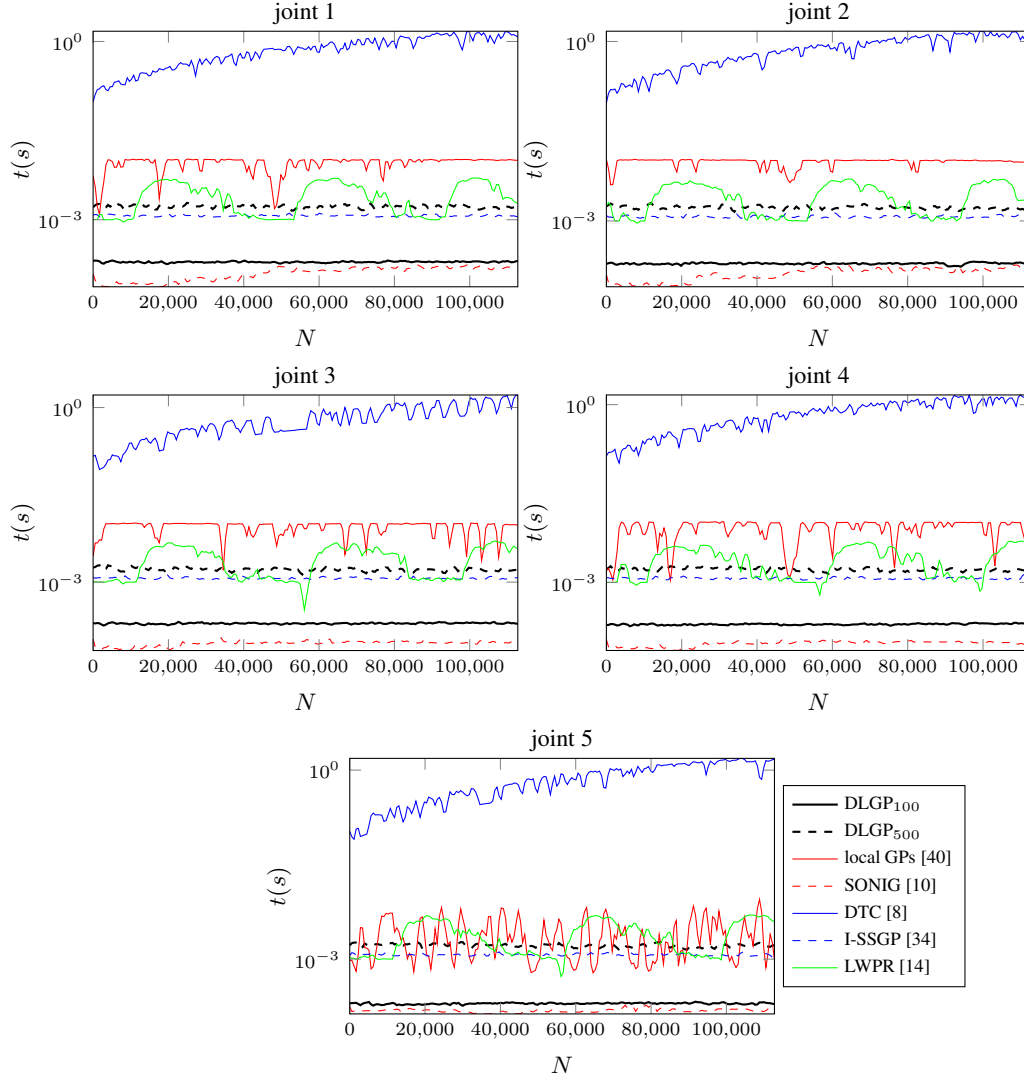 joint 1
10^0
10^{-3}
t(s)
0 20,000 40,000 60,000 80,000 100,000
N
joint 2
10^0
10^{-3}
t(s)
0 20,000 40,000 60,000 80,000 100,000
N
joint 3
10^0
10^{-3}
t(s)
0 20,000 40,000 60,000 80,000 100,000
N
joint 4
10^0
10^{-3}
t(s)
0 20,000 40,000 60,000 80,000 100,000
N
joint 5
10^0
10^{-3}
t(s)
0 20,000 40,000 60,000 80,000 100,000
N
DLGP_{100}
DLGP_{500}
local GPs [40]
SONIG [10]
DTC [8]
I-SSGP [34]
LWPR [14]